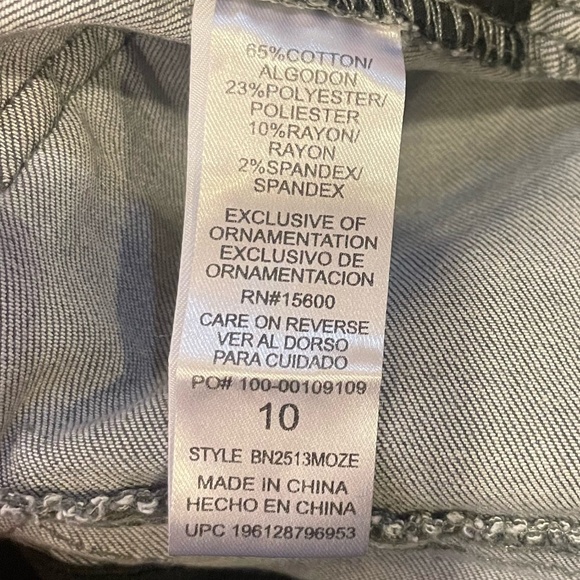 65%COTTON/
ALGODON
23%POLYESTER/
POLIESTER
10%RAYON/
RAYON
2%SPANDEX/
SPANDEX
EXCLUSIVE OF
ORNAMENTATION
EXCLUSIVO DE
ORNAMENTACION
RN#15600
CARE ON REVERSE
VER AL DORSO
PARA CUIDADO
PO# 100-00109109
10
STYLE BN2513MOZE
MADE IN CHINA
HECHO EN CHINA
UPC 196128796953